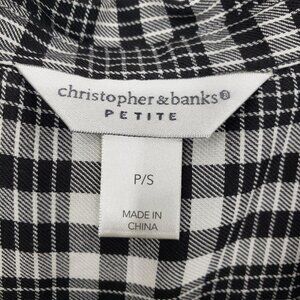 christopher&banks®
PETITE
P/S
MADE IN
CHINA